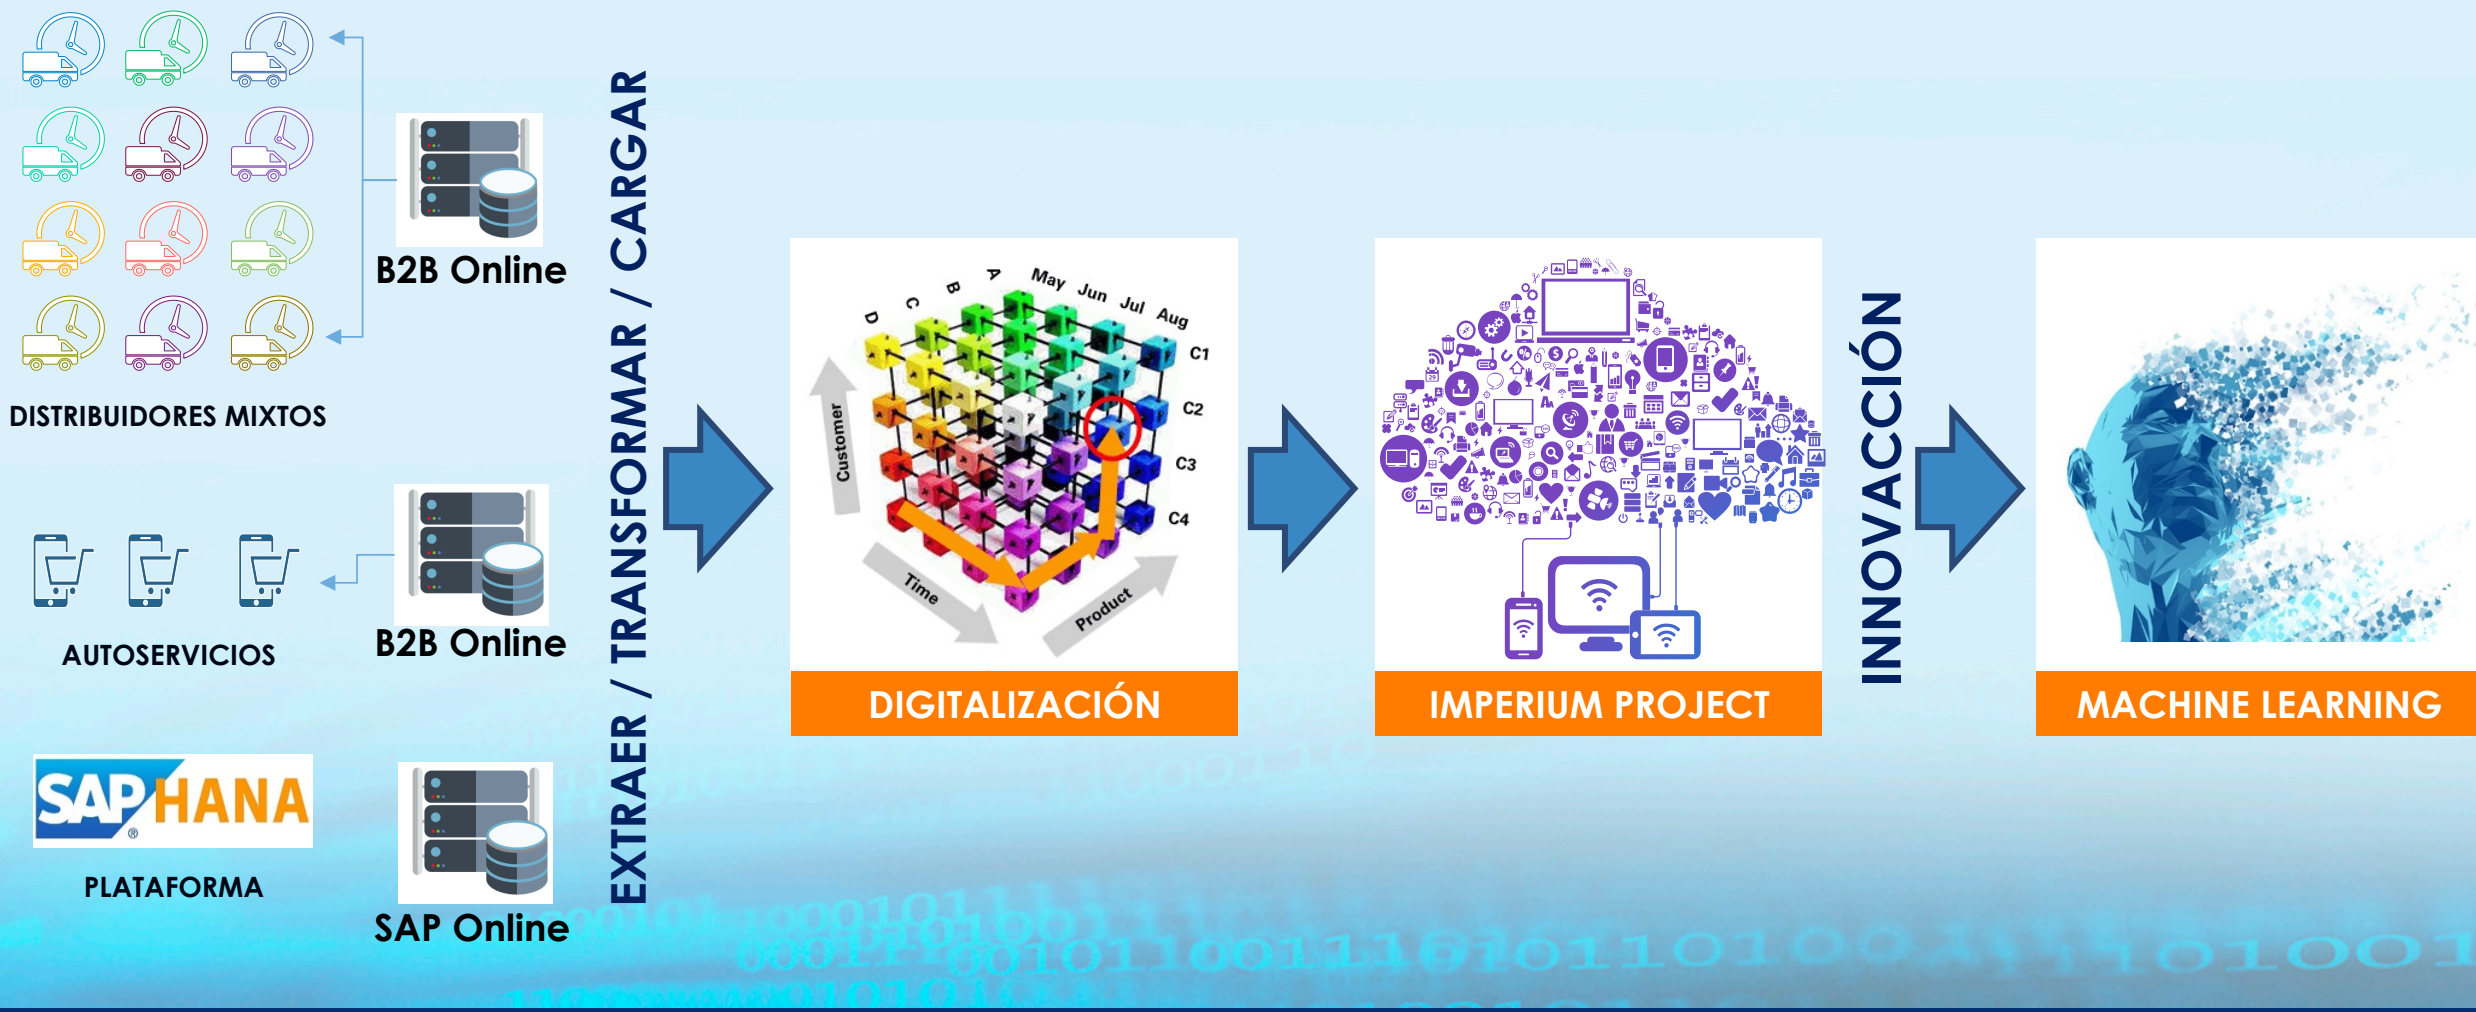 B2B Online
DISTRIBUIDORES MIXTOS
B2B Online
AUTOSERVICIOS
SAP HANA
®
PLATAFORMA
SAP Online
EXTRAER / TRANSFORMAR / CARGAR
D C B A May Jun Jul Aug
C1
C2
C3
C4
Customer
Time
Product
DIGITALIZACIÓN
IMPERIUM PROJECT
INNOVACCIÓN
MACHINE LEARNING